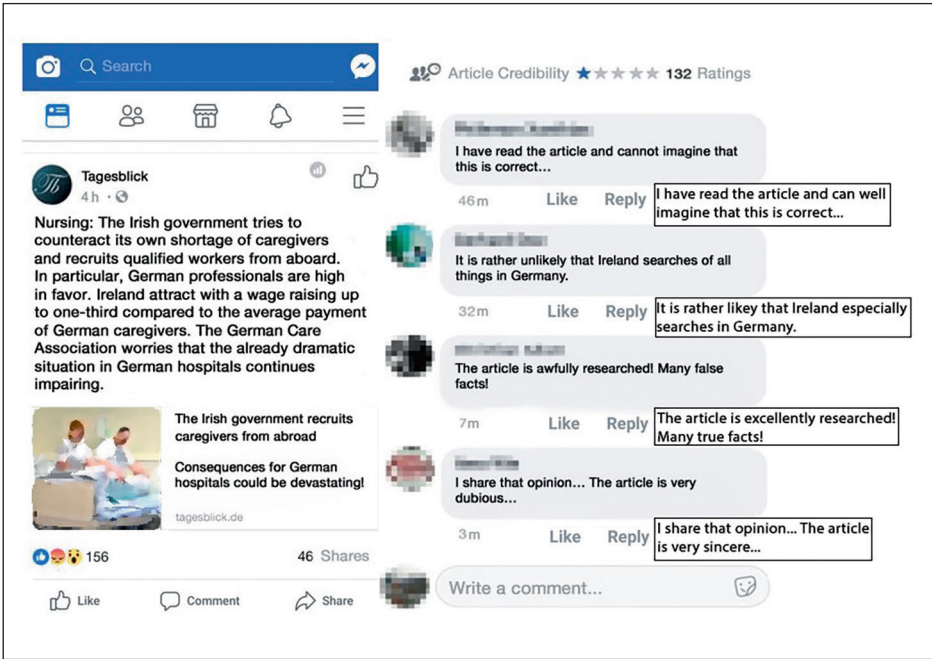 Search
Tagesblick
4 h
Nursing: The Irish government tries to
counteract its own shortage of caregivers
and recruits qualified workers from aboard.
In particular, German professionals are high
in favor. Ireland attract with a wage raising up
to one-third compared to the average payment
of German caregivers. The German Care
Association worries that the already dramatic
situation in German hospitals continues
impairing.
The Irish government recruits
caregivers from abroad
Consequences for German
hospitals could be devastating!
tagesblick.de
156
46 Shares
Like
Comment
Share
Article Credibility 132 Ratings
I have read the article and cannot imagine that
this is correct...
46 m Like Reply
I have read the article and can well
imagine that this is correct...
It is rather unlikely that Ireland searches of all
things in Germany.
32 m Like Reply
It is rather likey that Ireland especially
searches in Germany.
The article is awfully researched! Many false
facts!
7 m Like Reply
The article is excellently researched!
Many true facts!
I share that opinion... The article is very
dubious...
3 m Like Reply
I share that opinion... The article
is very sincere...
Write a comment...